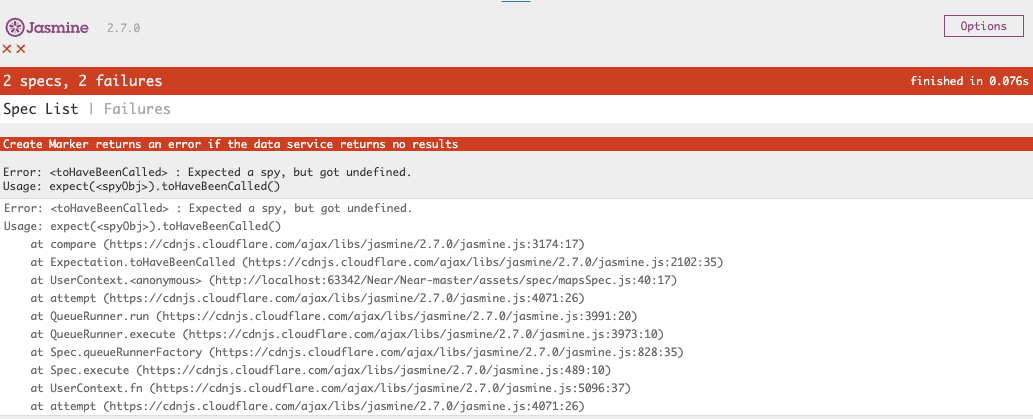 Jasmine 2.7.0 Options
××
2 specs, 2 failures finished in 0.076s
Spec List | Failures
Create Marker returns an error if the data service returns no results
Error: <toHaveBeenCalled> : Expected a spy, but got undefined.
Usage: expect(<spyObj>).toHaveBeenCalled()
Error: <toHaveBeenCalled> : Expected a spy, but got undefined.
Usage: expect(<spyObj>).toHaveBeenCalled()
at compare (https://cdnjs.cloudflare.com/ajax/libs/jasmine/2.7.0/jasmine.js:3174:17)
at Expectation.toHaveBeenCalled (https://cdnjs.cloudflare.com/ajax/libs/jasmine/2.7.0/jasmine.js:2102:35)
at UserContext.<anonymous> (http://localhost:63342/Near/Near-master/assets/spec/mapsSpec.js:40:17)
at attempt (https://cdnjs.cloudflare.com/ajax/libs/jasmine/2.7.0/jasmine.js:4071:26)
at QueueRunner.run (https://cdnjs.cloudflare.com/ajax/libs/jasmine/2.7.0/jasmine.js:3991:20)
at QueueRunner.execute (https://cdnjs.cloudflare.com/ajax/libs/jasmine/2.7.0/jasmine.js:3973:10)
at Spec.queueRunnerFactory (https://cdnjs.cloudflare.com/ajax/libs/jasmine/2.7.0/jasmine.js:828:35)
at Spec.execute (https://cdnjs.cloudflare.com/ajax/libs/jasmine/2.7.0/jasmine.js:489:10)
at UserContext.fn (https://cdnjs.cloudflare.com/ajax/libs/jasmine/2.7.0/jasmine.js:5096:37)
at attempt (https://cdnjs.cloudflare.com/ajax/libs/jasmine/2.7.0/jasmine.js:4071:26)